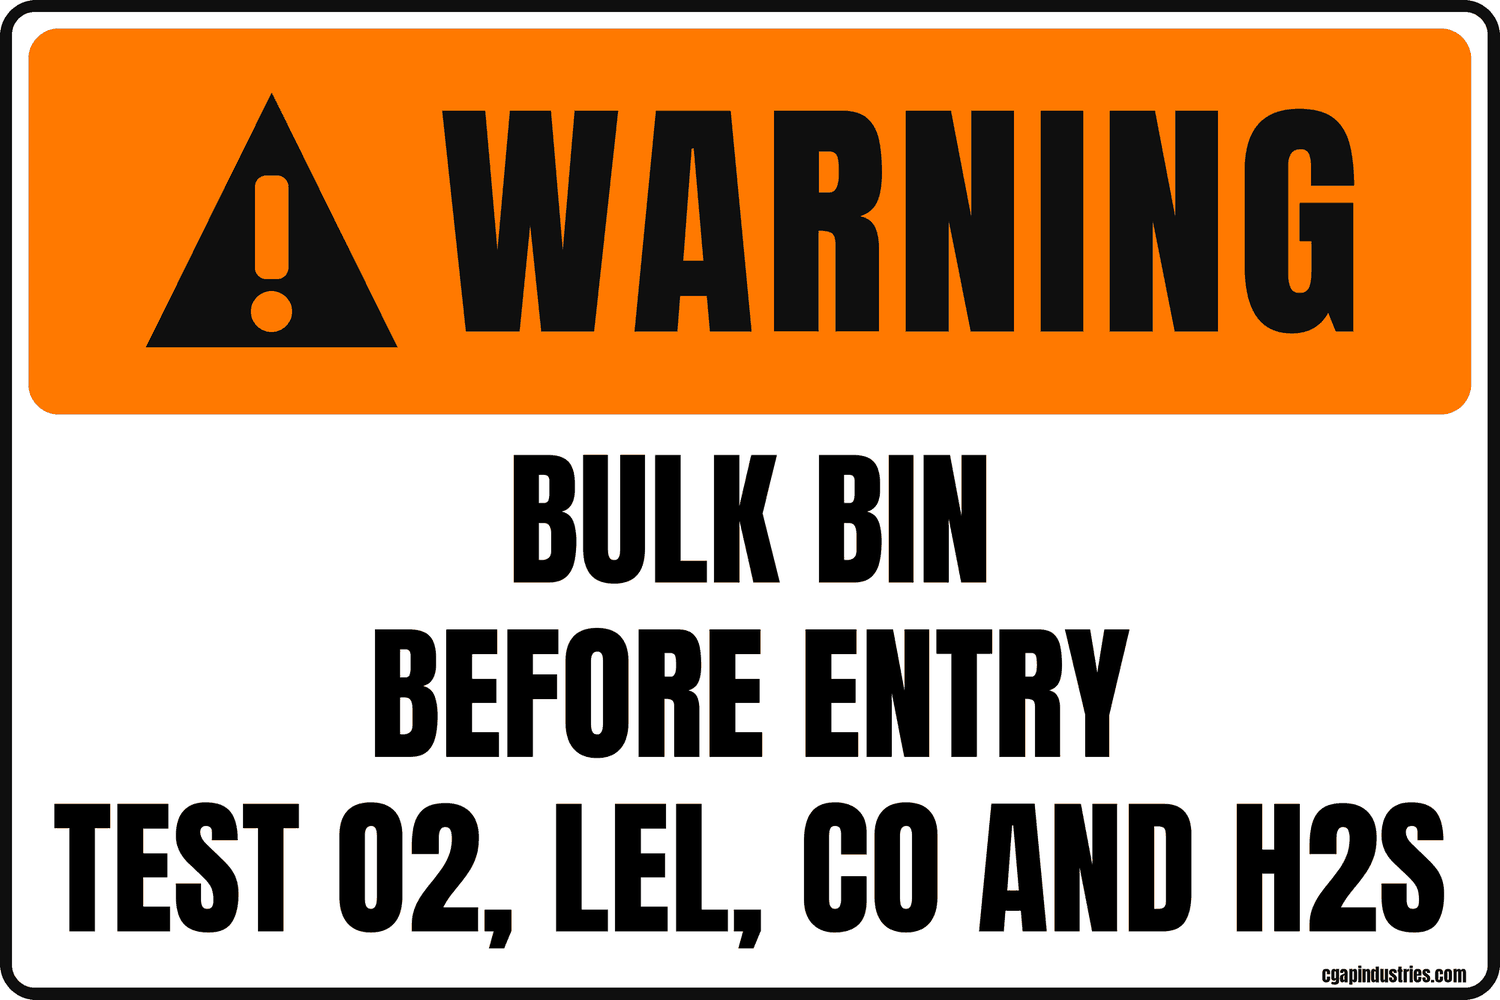 WARNING
BULK BIN
BEFORE ENTRY
TEST O2, LEL, CO AND H2S
cgapindustries.com